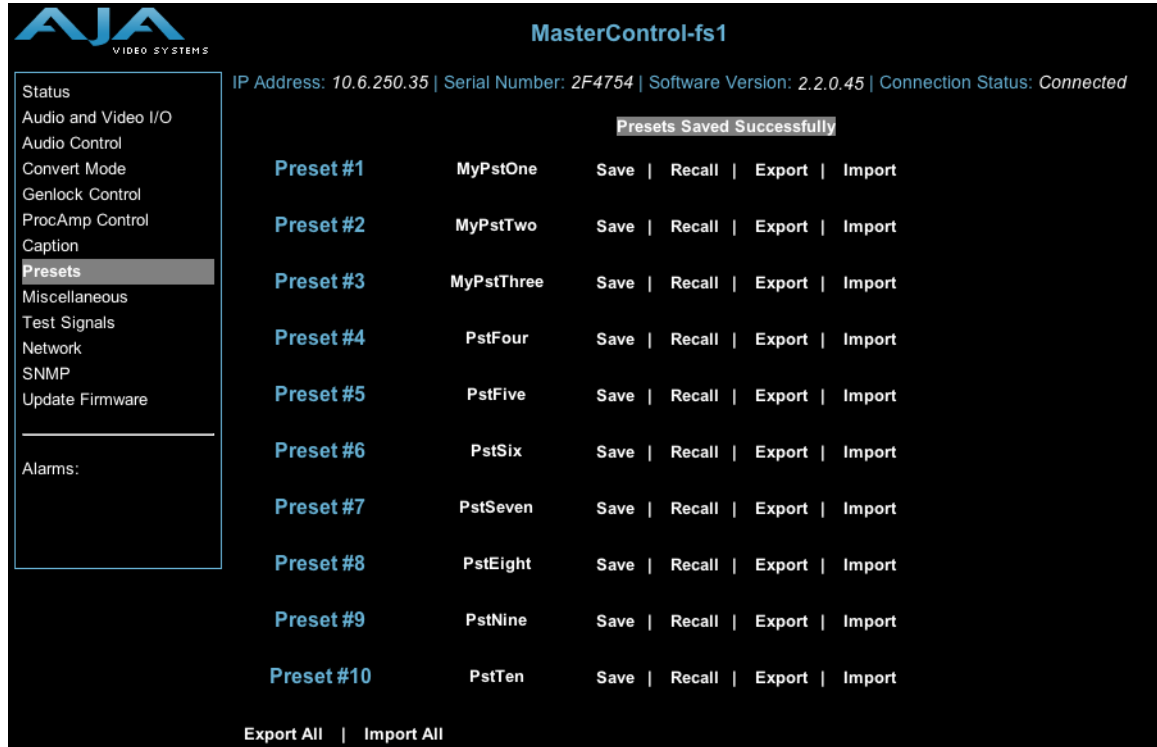 AJA
VIDEO SYSTEMS
MasterControl-fs1
IP Address: 10.6.250.35 | Serial Number: 2F4754 | Software Version: 2.2.0.45 | Connection Status: Connected
Status
Audio and Video I/O
Audio Control
Convert Mode
Genlock Control
ProcAmp Control
Caption
Presets
Miscellaneous
Test Signals
Network
SNMP
Update Firmware
Alarms:
Presets Saved Successfully
Preset #1 MyPstOne Save | Recall | Export | Import
Preset #2 MyPstTwo Save | Recall | Export | Import
Preset #3 MyPstThree Save | Recall | Export | Import
Preset #4 PstFour Save | Recall | Export | Import
Preset #5 PstFive Save | Recall | Export | Import
Preset #6 PstSix Save | Recall | Export | Import
Preset #7 PstSeven Save | Recall | Export | Import
Preset #8 PstEight Save | Recall | Export | Import
Preset #9 PstNine Save | Recall | Export | Import
Preset #10 PstTen Save | Recall | Export | Import
Export All | Import All